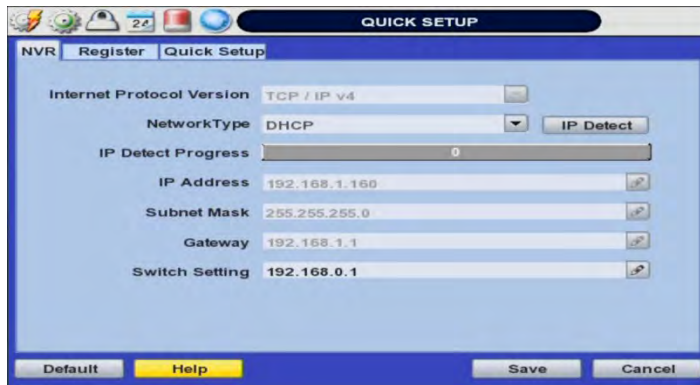 24
QUICK SETUP
NVR Register Quick Setup
Internet Protocol Version TCP / IP v4
NetworkType DHCP IP Detect
IP Detect Progress 0
IP Address 192.168.1.160
Subnet Mask 255.255.255.0
Gateway 192.168.1.1
Switch Setting 192.168.0.1
Default Help Save Cancel